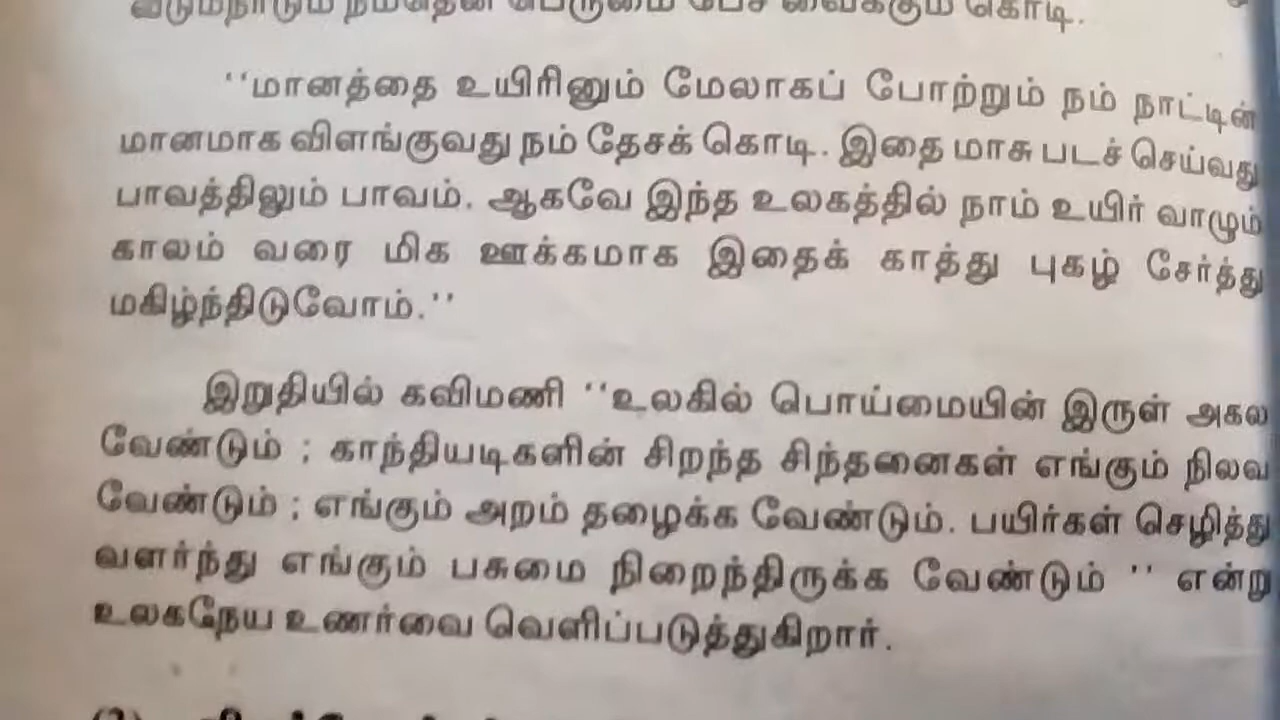 கொடி.
‘‘மானத்தை உயிரினும் மேலாகப் போற்றும் நம் நாட்டின்
மானமாக விளங்குவது நம் தேசக் கொடி. இதை மாசு படச் செய்வது
பாவத்திலும் பாவம். ஆகவே இந்த உலகத்தில் நாம் உயிர் வாழும்
காலம் வரை மிக ஊக்கமாக இதைக் காத்து புகழ் சேர்த்து
மகிழ்ந்திடுவோம்.’’
இறுதியில் கவிமணி ‘‘உலகில் பொய்மையின் இருள் அகல
வேண்டும் ; காந்தியடிகளின் சிறந்த சிந்தனைகள் எங்கும் நிலவ
வேண்டும் ; எங்கும் அறம் தழைக்க வேண்டும். பயிர்கள் செழித்து
வளர்ந்து எங்கும் பசுமை நிறைந்திருக்க வேண்டும் ’’ என்று
உலகநேய உணர்வை வெளிப்படுத்துகிறார்.